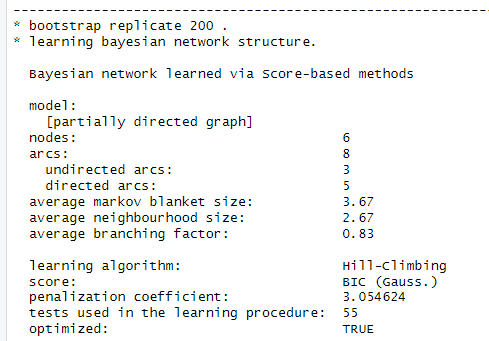 ----------------------------------------------------------------
* bootstrap replicate 200 .
* learning bayesian network structure.
Bayesian network learned via Score-based methods
model:
[partially directed graph]
nodes: 6
arcs: 8
undirected arcs: 3
directed arcs: 5
average markov blanket size: 3.67
average neighbourhood size: 2.67
average branching factor: 0.83
learning algorithm: Hill-Climbing
score: BIC (Gauss.)
penalization coefficient: 3.054624
tests used in the learning procedure: 55
optimized: TRUE